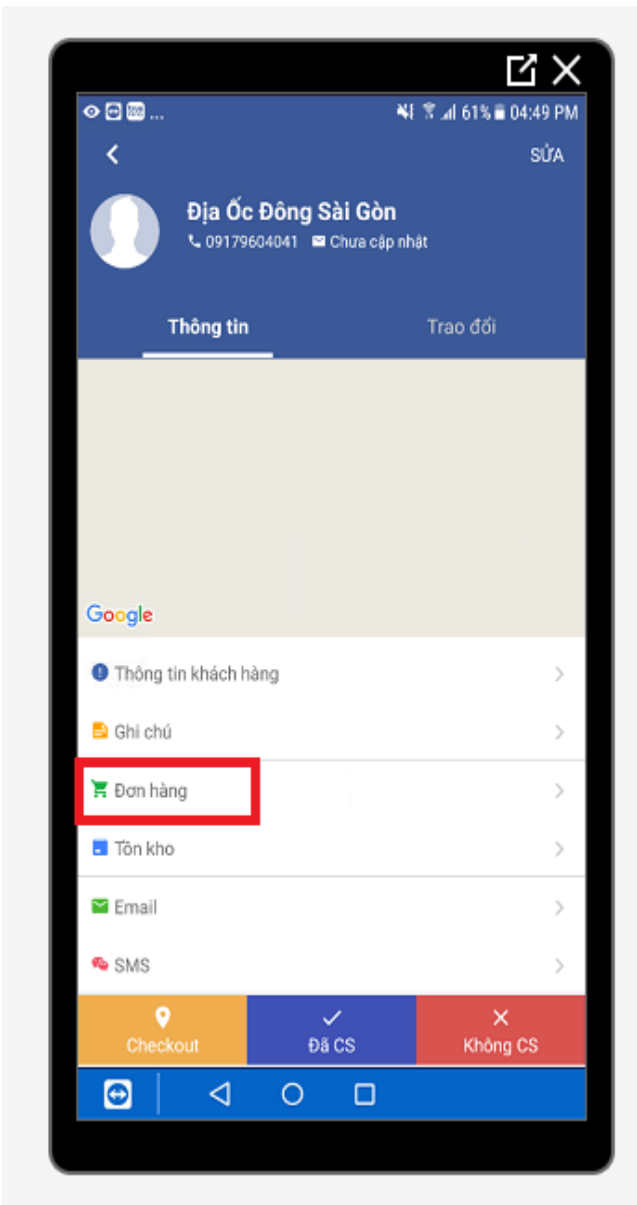 ... 61% 04:49 PM
SỬA
Địa Ốc Đông Sài Gòn
09179604041 Chưa cập nhật
Thông tin Trao đổi
Google
Thông tin khách hàng
Ghi chú
Đơn hàng
Tồn kho
Email
SMS
Checkout Đã CS Không CS